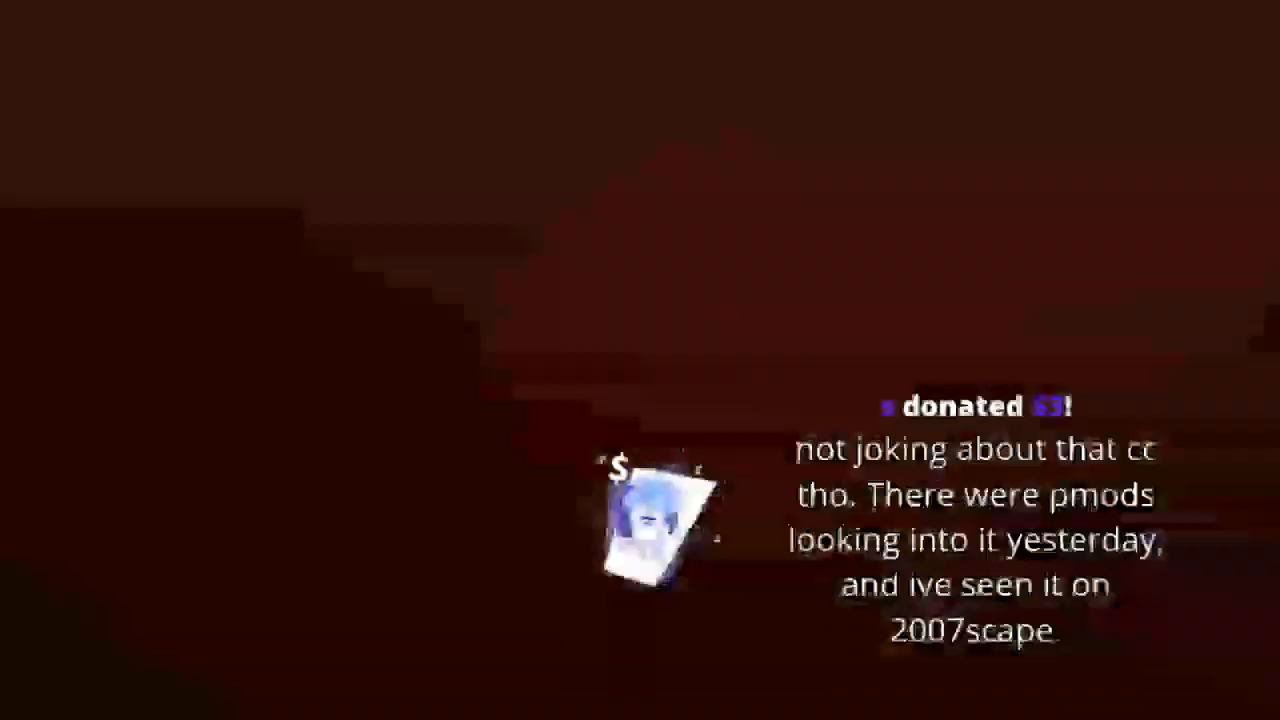 s donated 63!
not joking about that cc
tho. There were pmods
looking into it yesterday,
and ive seen it on
2007scape
$